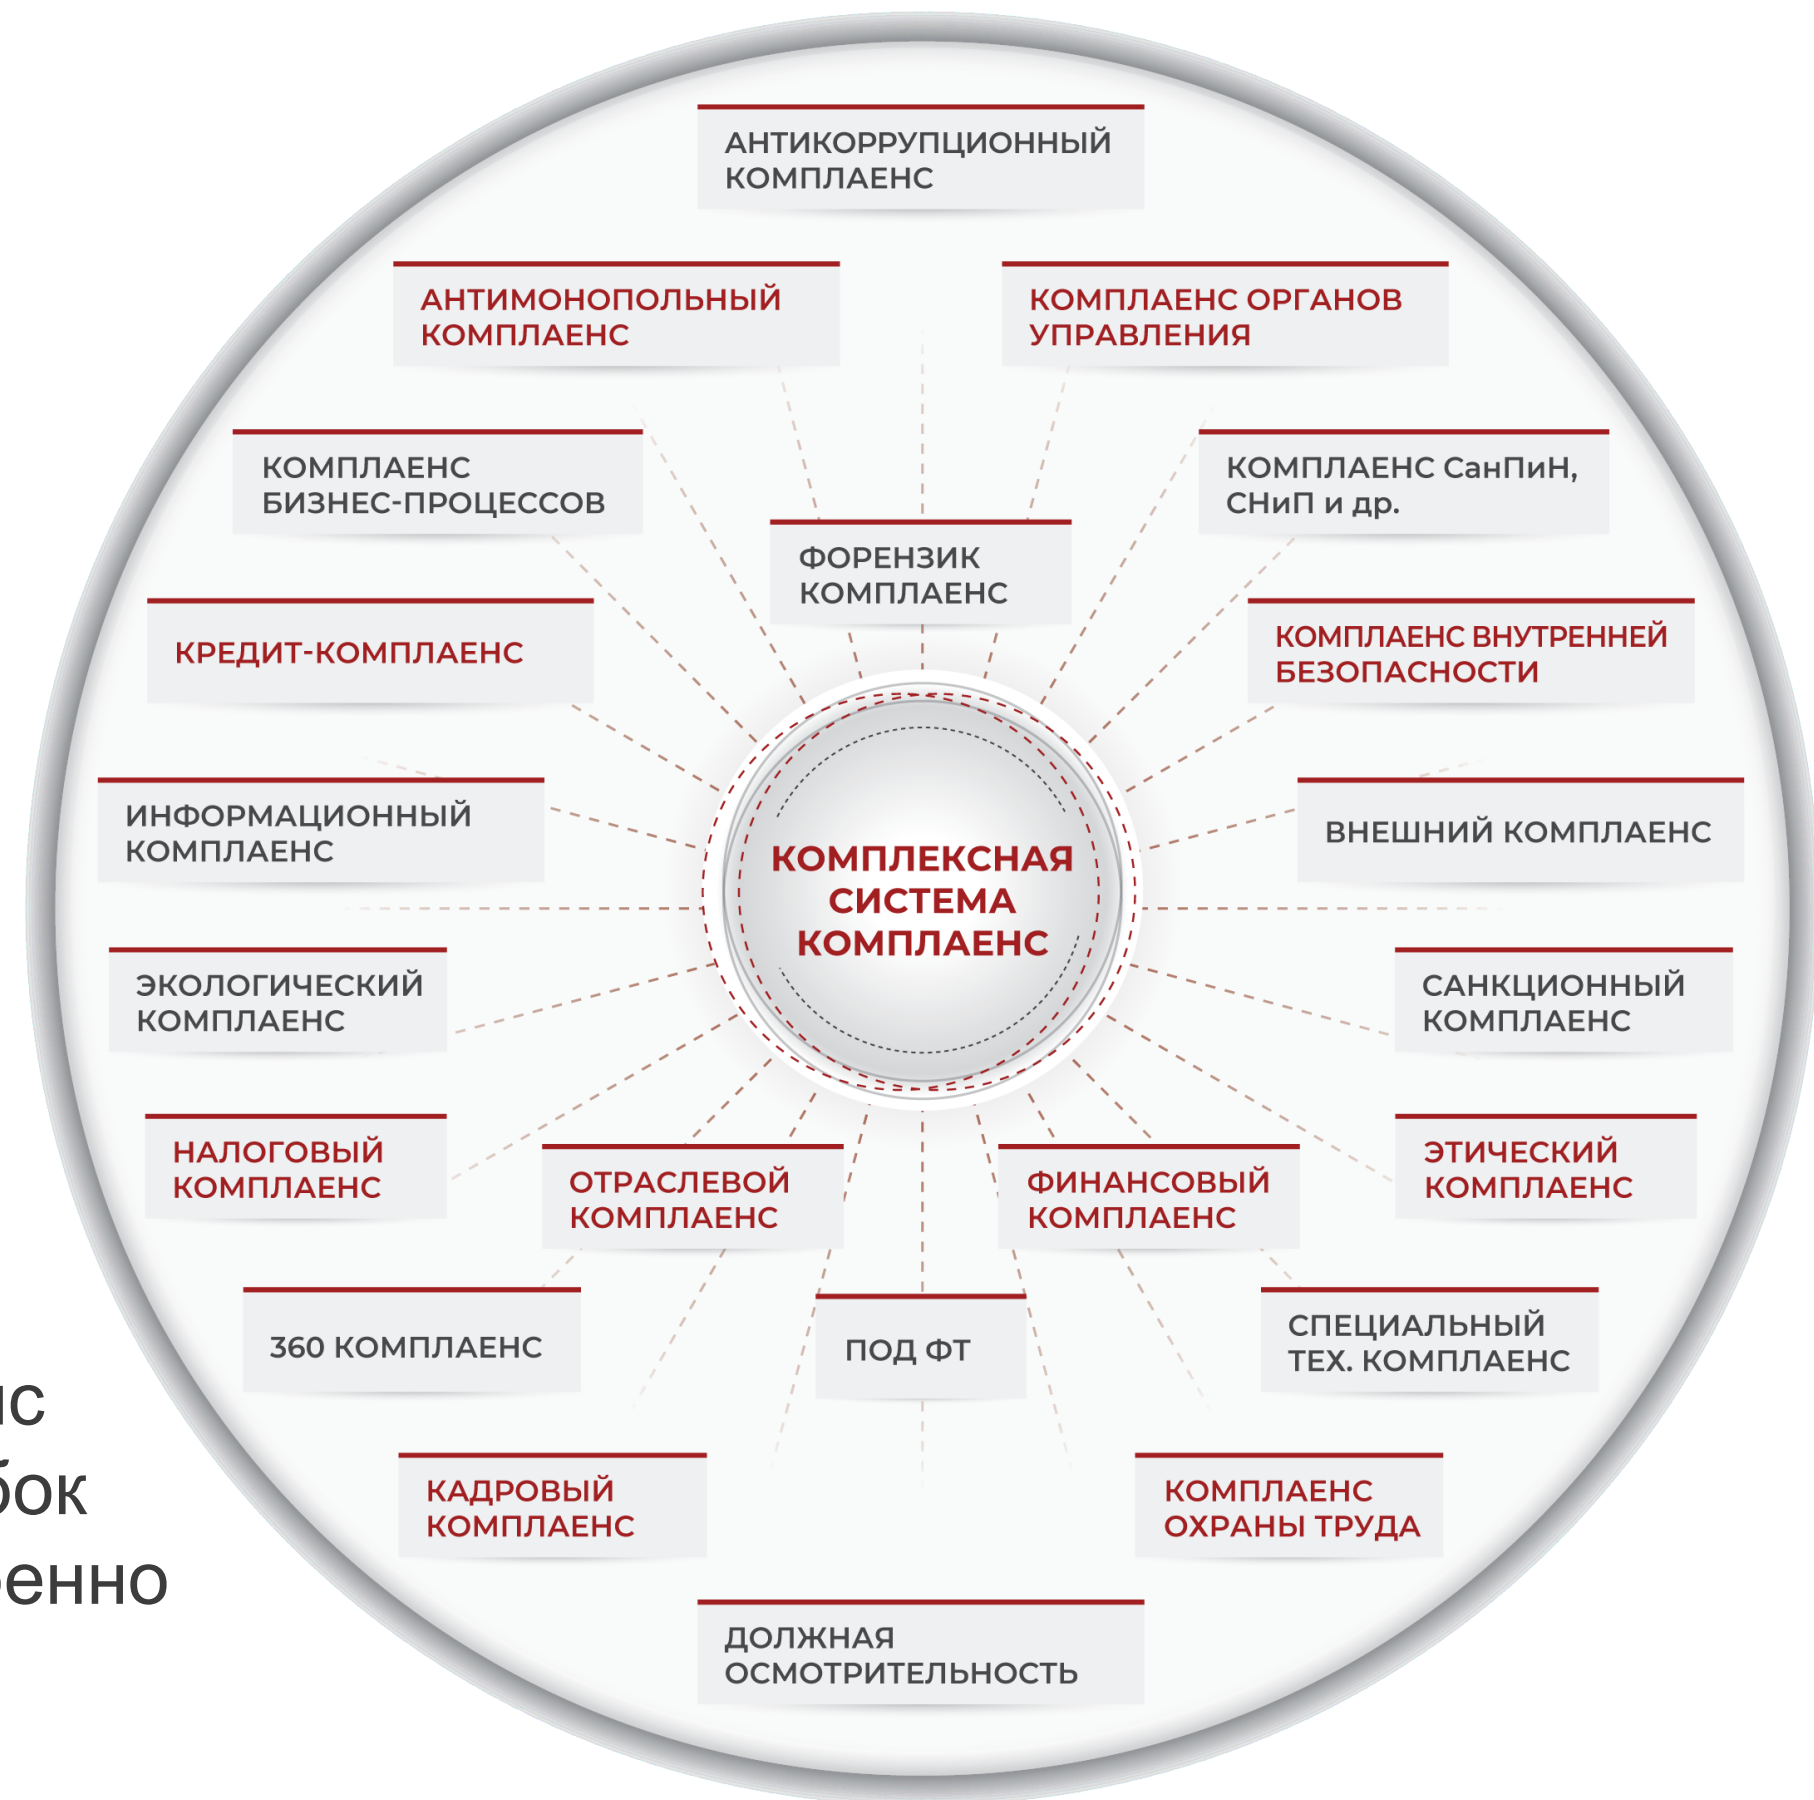 АНТИКОРРУПЦИОННЫЙ
КОМПЛАЕНС
АНТИМОНОПОЛЬНЫЙ
КОМПЛАЕНС
КОМПЛАЕНС ОРГАНОВ
УПРАВЛЕНИЯ
КОМПЛАЕНС
БИЗНЕС-ПРОЦЕССОВ
КОМПЛАЕНС СанПиН,
СНиП и др.
ФОРЕНЗИК
КОМПЛАЕНС
КРЕДИТ-КОМПЛАЕНС
КОМПЛАЕНС ВНУТРЕННЕЙ
БЕЗОПАСНОСТИ
ИНФОРМАЦИОННЫЙ
КОМПЛАЕНС
ВНЕШНИЙ КОМПЛАЕНС
КОМПЛЕКСНАЯ
СИСТЕМА
КОМПЛАЕНС
ЭКОЛОГИЧЕСКИЙ
КОМПЛАЕНС
САНКЦИОННЫЙ
КОМПЛАЕНС
НАЛОГОВЫЙ
КОМПЛАЕНС
ОТРАСЛЕВОЙ
КОМПЛАЕНС
ФИНАНСОВЫЙ
КОМПЛАЕНС
ЭТИЧЕСКИЙ
КОМПЛАЕНС
360 КОМПЛАЕНС
ПОД ФТ
СПЕЦИАЛЬНЫЙ
ТЕХ. КОМПЛАЕНС
КАДРОВЫЙ
КОМПЛАЕНС
КОМПЛАЕНС
ОХРАНЫ ТРУДА
ДОЛЖНАЯ
ОСМОТРИТЕЛЬНОСТЬ